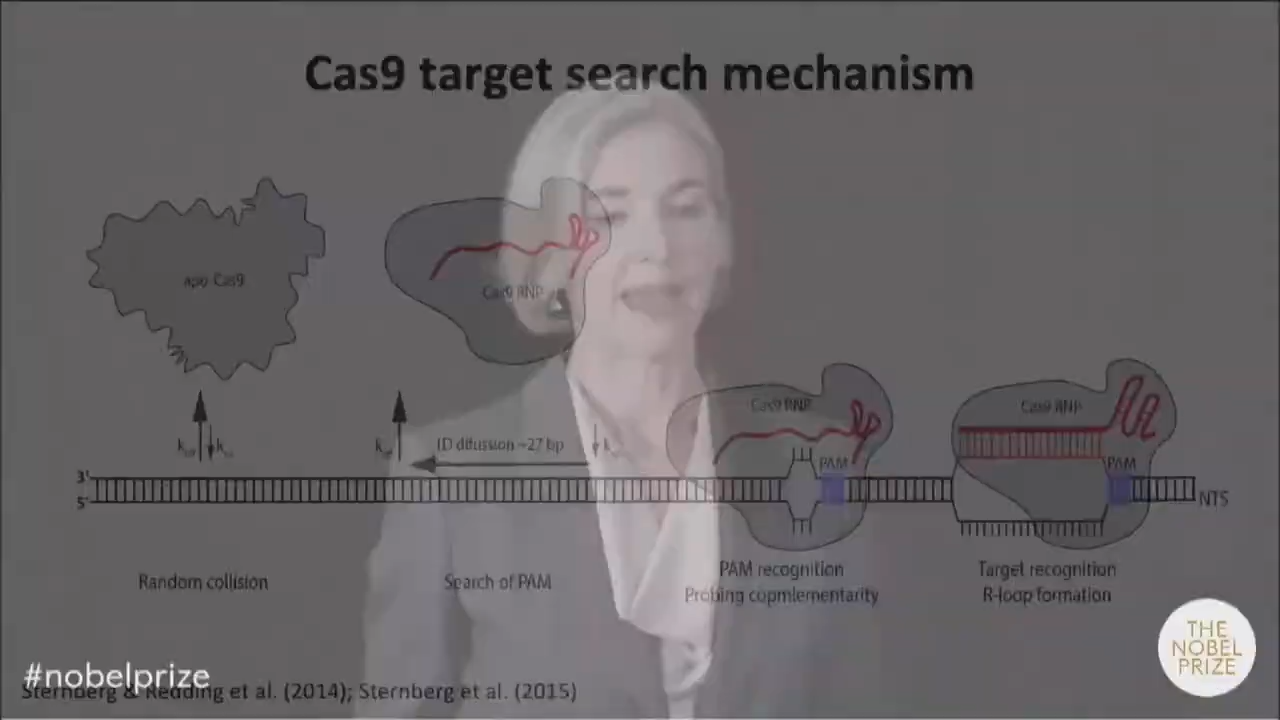 Cas9 target search mechanism
apo-Cas9
Cas9 RNP
Cas9 RNP
Cas9 RNP
1D difussion ~27 bp
PAM
PAM
3'
5'
NTS
Random collision
Search of PAM
PAM recognition
Probing copmlementarity
Target recognition
R-loop formation
THE
NOBEL
PRIZE
#nobelprize
Sternberg & Redding et al. (2014); Sternberg et al. (2015)